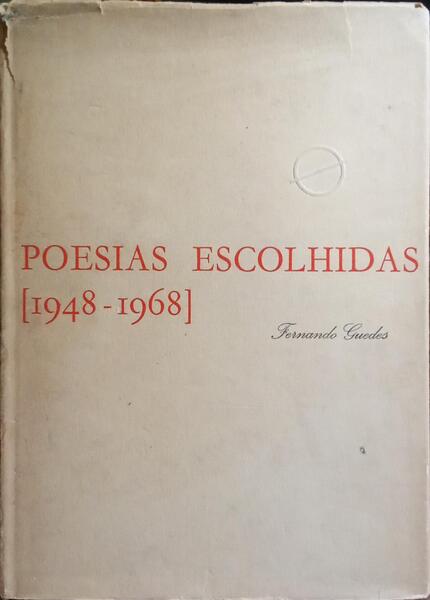 POESIAS ESCOLHIDAS
[1948-1968]
Fernando Guedes